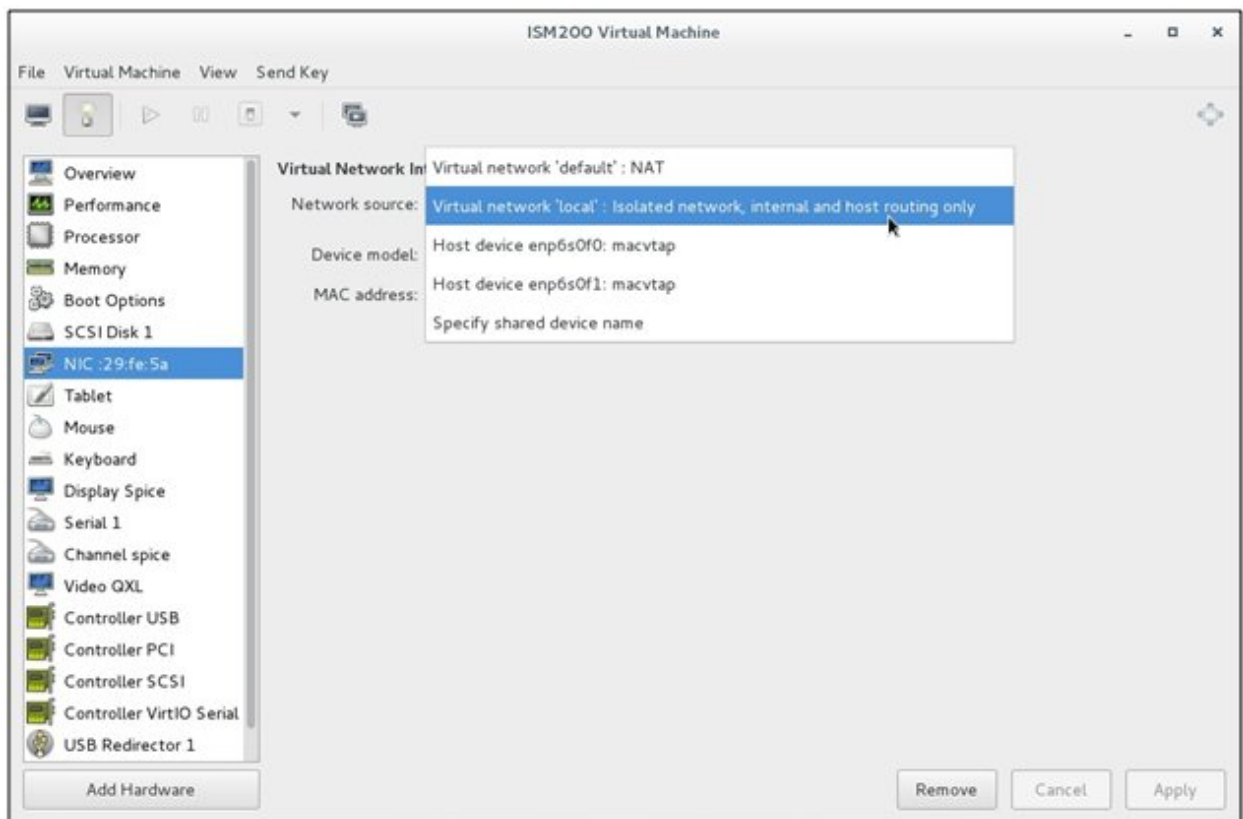 ISM200 Virtual Machine
File Virtual Machine View Send Key
Overview
Performance
Processor
Memory
Boot Options
SCSI Disk 1
NIC :29:fe:5a
Tablet
Mouse
Keyboard
Display Spice
Serial 1
Channel spice
Video QXL
Controller USB
Controller PCI
Controller SCSI
Controller VirtIO Serial
USB Redirector 1
Add Hardware
Virtual Network In
Network source:
Device model:
MAC address:
Virtual network 'default' : NAT
Virtual network 'local' : Isolated network, internal and host routing only
Host device enp6s0f0: macvtap
Host device enp6s0f1: macvtap
Specify shared device name
Remove Cancel Apply